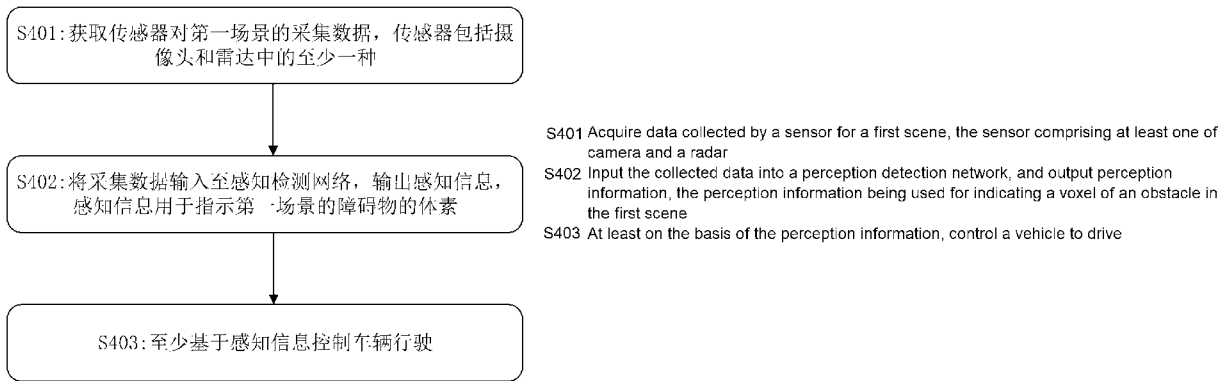 S401:获取传感器对第一场景的采集数据，传感器包括摄
像头和雷达中的至少一种
S402:将采集数据输入至感知检测网络，输出感知信息，
感知信息用于指示第一场景的障碍物的体素
S403:至少基于感知信息控制车辆行驶
S401 Acquire data collected by a sensor for a first scene, the sensor comprising at least one of
camera and a radar
S402 Input the collected data into a perception detection network, and output perception
information, the perception information being used for indicating a voxel of an obstacle in
the first scene
S403 At least on the basis of the perception information, control a vehicle to drive